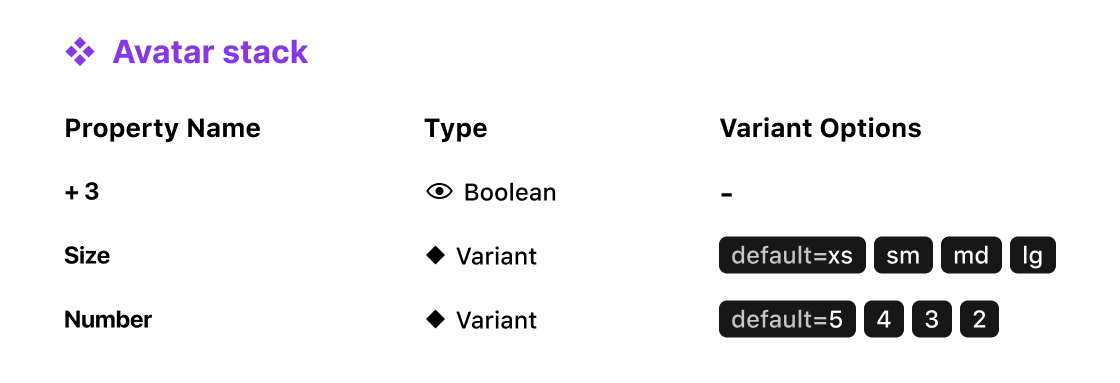 Avatar stack
Property Name Type Variant Options
+ 3 Boolean -
Size Variant default=xs sm md lg
Number Variant default=5 4 3 2